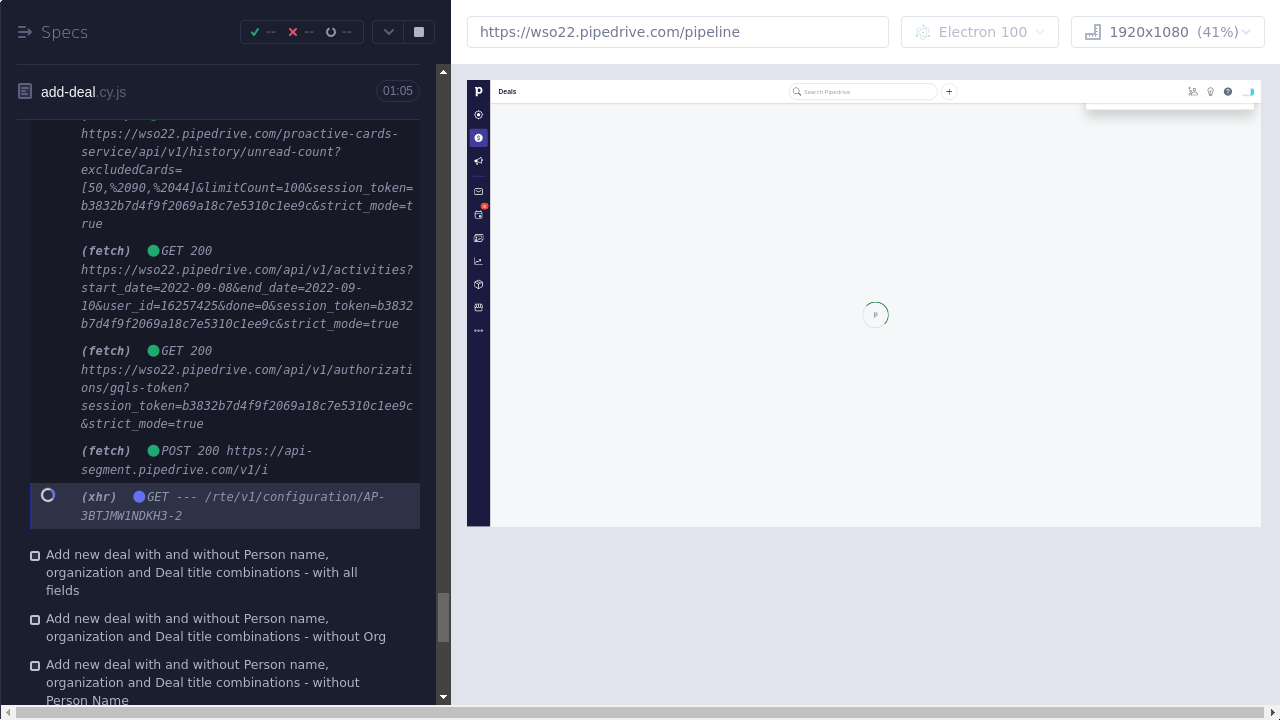 Specs
-- -- --
https://wso22.pipedrive.com/pipeline
Electron 100
1920x1080 (41%)
add-deal.cy.js
01:05
https://wso22.pipedrive.com/proactive-cards-
service/api/v1/history/unread-count?
excludedCards=
[50,%2090,%2044]&limitCount=100&session_token=
b3832b7d4f9f2069a18c7e5310c1ee9c&strict_mode=t
rue
(fetch) GET 200
https://wso22.pipedrive.com/api/v1/activities?
start_date=2022-09-08&end_date=2022-09-
10&user_id=16257425&done=0&session_token=b3832
b7d4f9f2069a18c7e5310c1ee9c&strict_mode=true
(fetch) GET 200
https://wso22.pipedrive.com/api/v1/authorizati
ons/gqls-token?
session_token=b3832b7d4f9f2069a18c7e5310c1ee9c
&strict_mode=true
(fetch) POST 200 https://api-
segment.pipedrive.com/v1/i
(xhr) GET --- /rte/v1/configuration/AP-
3BTJMW1NDKH3-2
Add new deal with and without Person name,
organization and Deal title combinations - with all
fields
Add new deal with and without Person name,
organization and Deal title combinations - without Org
Add new deal with and without Person name,
organization and Deal title combinations - without
Person Name
p
Deals
Search Pipedrive
+
?
P